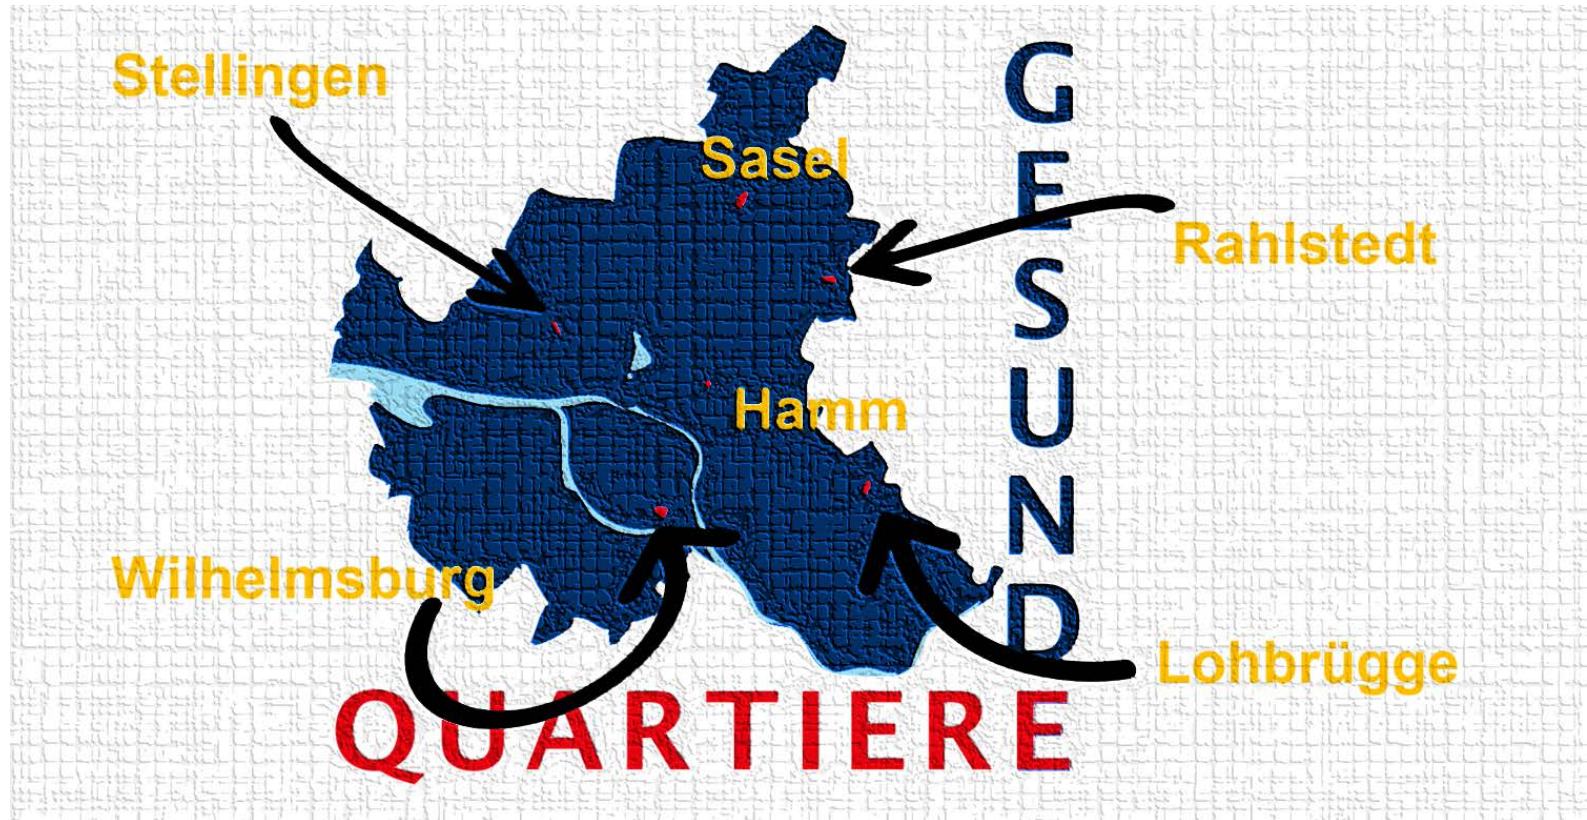 Stellingen
Sasel
Rahlstedt
Hamm
Wilhelmsburg
Lohbrügge
GESUND
QUARTIERE